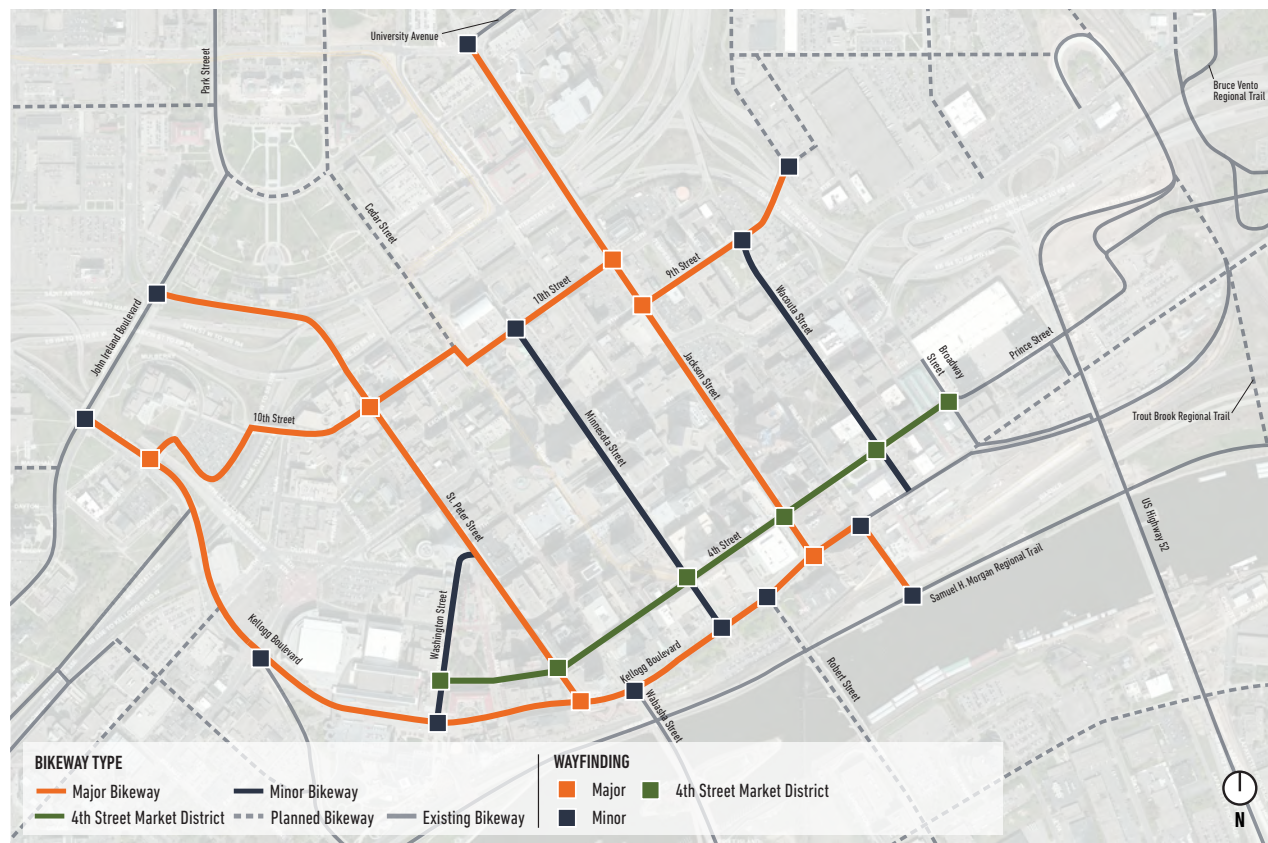 University Avenue
Park Streeet
Bruce Vento
Regional Trail
Cedar Street
9th Street
10th Street
Wacouta Street
John Ireland Boulevard
Jackson Street
Prince Street
Broadway
Street
10th Street
Minnesota Street
Trout Brook Regional Trail
St. Peter Street
US Highway 52
4th Street
Samuel H. Morgan Regional Trail
Washington Street
Kellogg Boulevard
Kellogg Boulevard
Robert Street
Wabasha Street
BIKEWAY TYPE
Major Bikeway
Minor Bikeway
4th Street Market District
Planned Bikeway
Existing Bikeway
WAYFINDING
Major
4th Street Market District
Minor
N